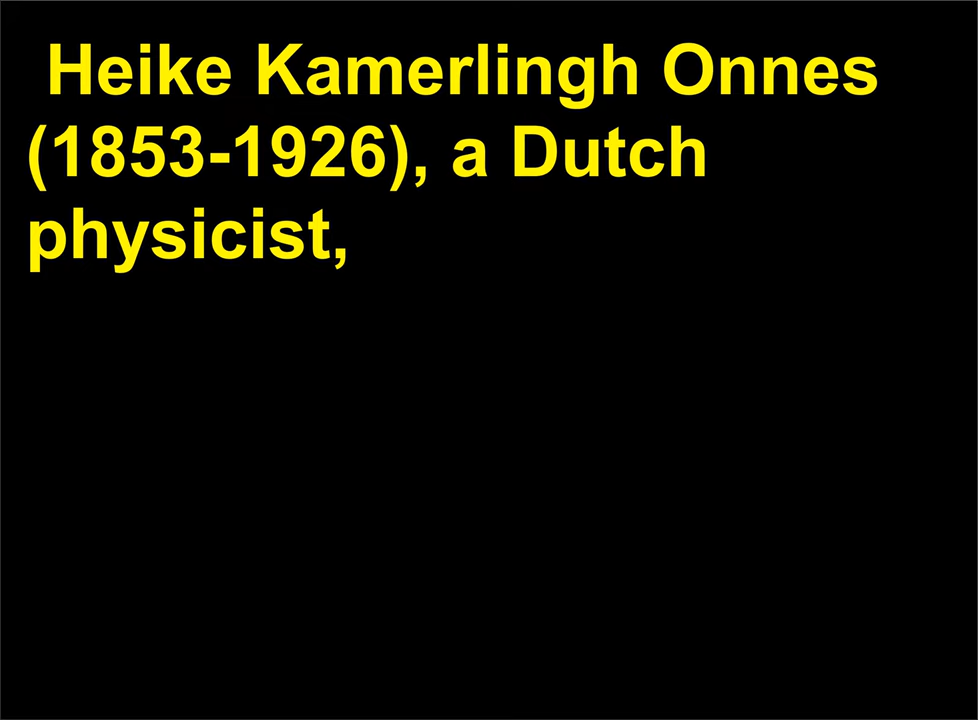 Heike Kamerlingh Onnes
(1853-1926), a Dutch
physicist,